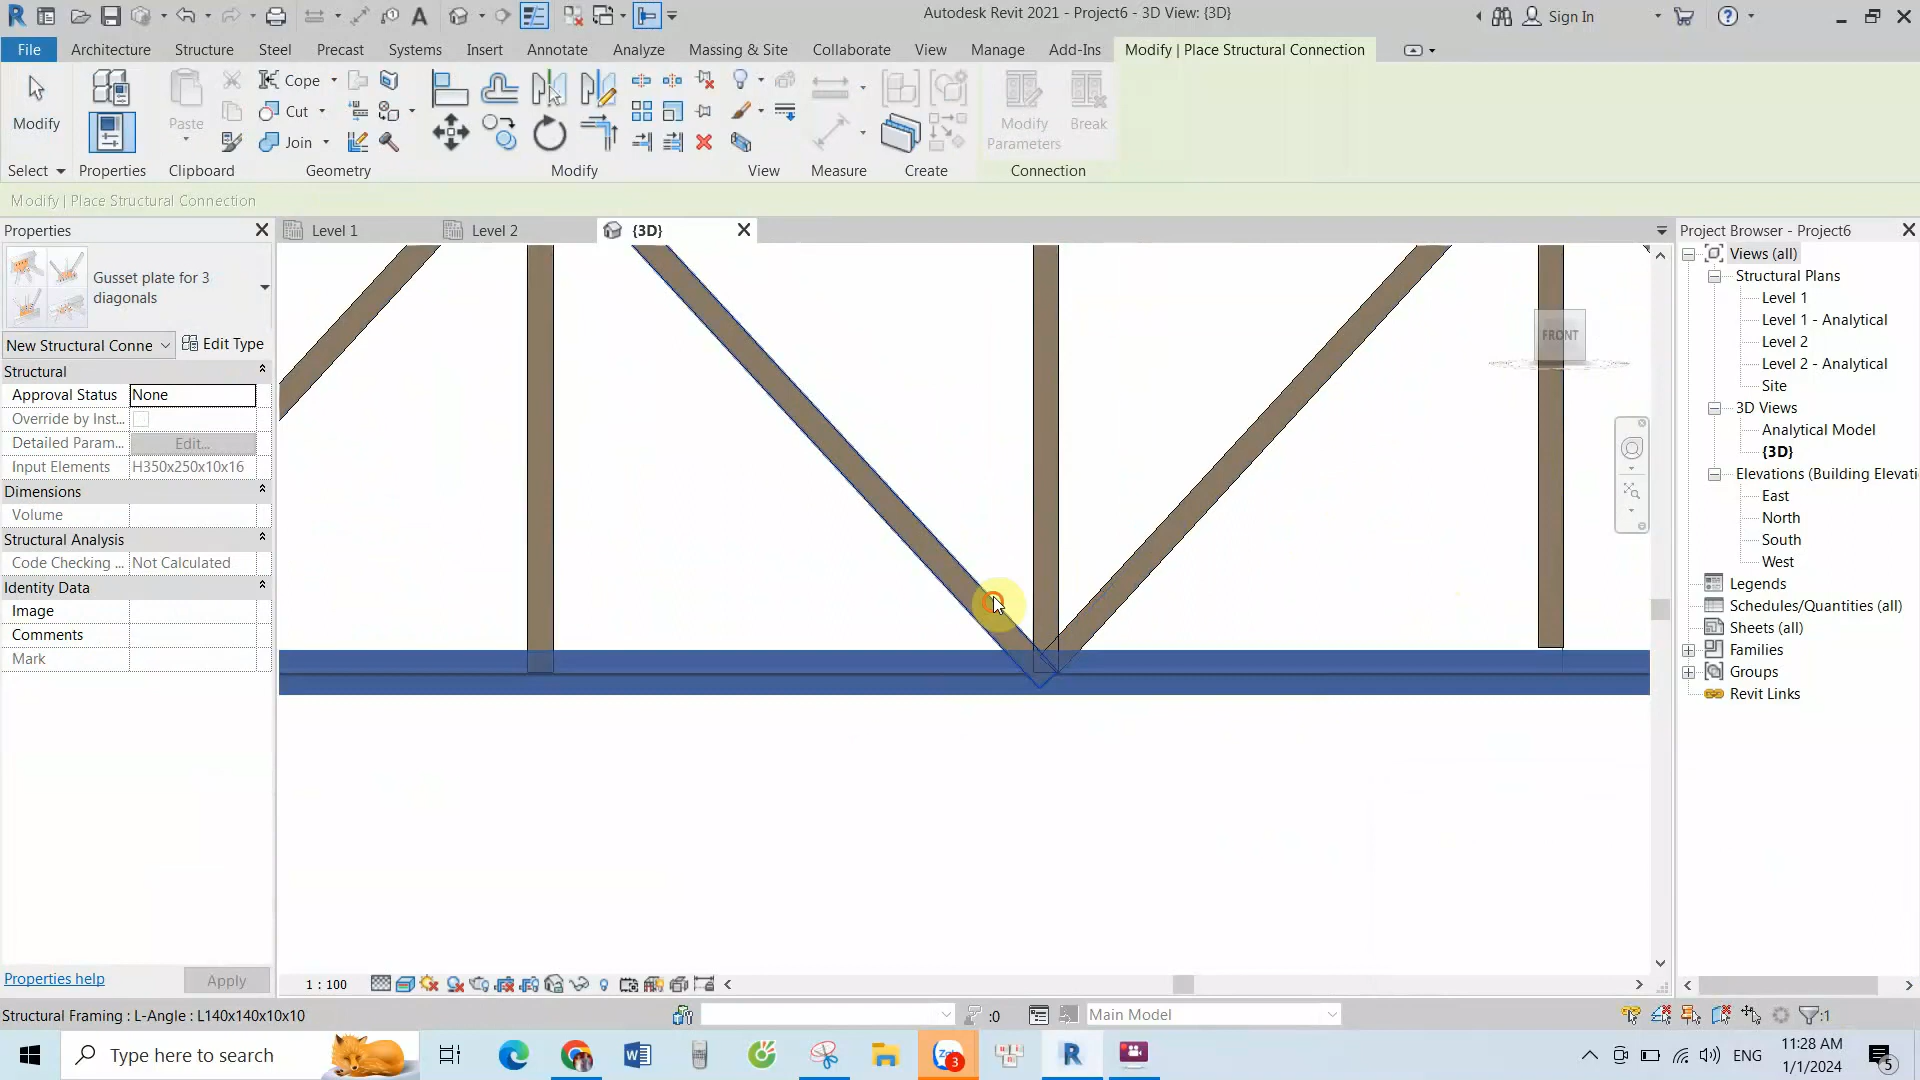 Autodesk Revit 2021 - Project6 - 3D View: {3D}
Sign In
File Architecture Structure Steel Precast Systems Insert Annotate Analyze Massing & Site Collaborate View Manage Add-Ins Modify | Place Structural Connection
Modify
Paste
Cope
Cut
Join
Modify
Parameters
Break
Select Properties Clipboard Geometry Modify View Measure Create Connection
Modify | Place Structural Connection
Properties
Level 1
Level 2
{3D}
Project Browser - Project6
Gusset plate for 3
diagonals
New Structural Conne
Edit Type
Structural
Approval Status None
Override by Inst...
Detailed Param... Edit...
Input Elements H350x250x10x16
Dimensions
Volume
Structural Analysis
Code Checking ... Not Calculated
Identity Data
Image
Comments
Mark
Properties help
Apply
FRONT
Views (all)
Structural Plans
Level 1
Level 1 - Analytical
Level 2
Level 2 - Analytical
Site
3D Views
Analytical Model
{3D}
Elevations (Building Elevati
East
North
South
West
Legends
Schedules/Quantities (all)
Sheets (all)
Families
Groups
Revit Links
1 : 100
Structural Framing : L-Angle : L140x140x10x10
:0
Main Model
:1
Type here to search
3
ENG
11:28 AM
1/1/2024
5